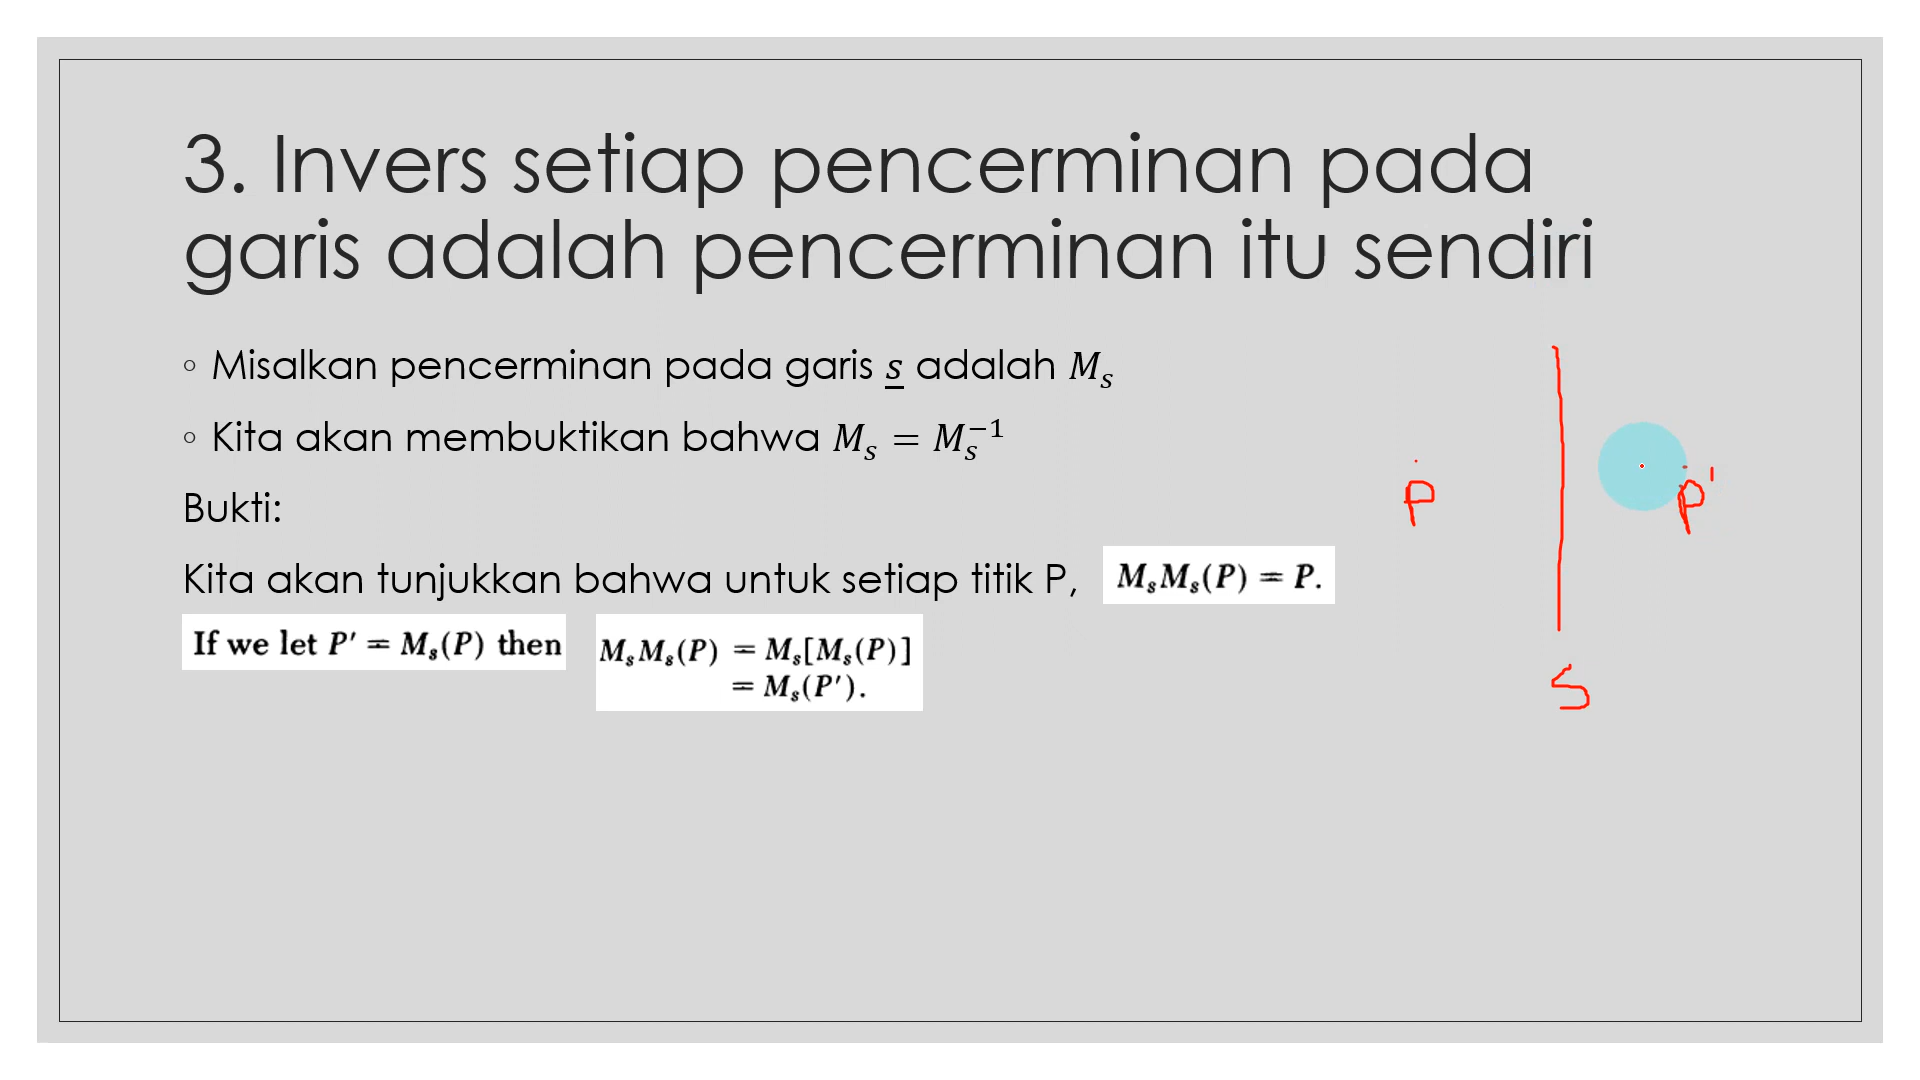 3. Invers setiap pencerminan pada
garis adalah pencerminan itu sendiri
◦ Misalkan pencerminan pada garis s adalah Mₛ
◦ Kita akan membuktikan bahwa Mₛ = Mₛ⁻¹
Bukti:
Kita akan tunjukkan bahwa untuk setiap titik P, MₛMₛ(P) = P.
If we let P′ = Mₛ(P) then MₛMₛ(P) = Mₛ[Mₛ(P)]
= Mₛ(P′).
P
P'
S